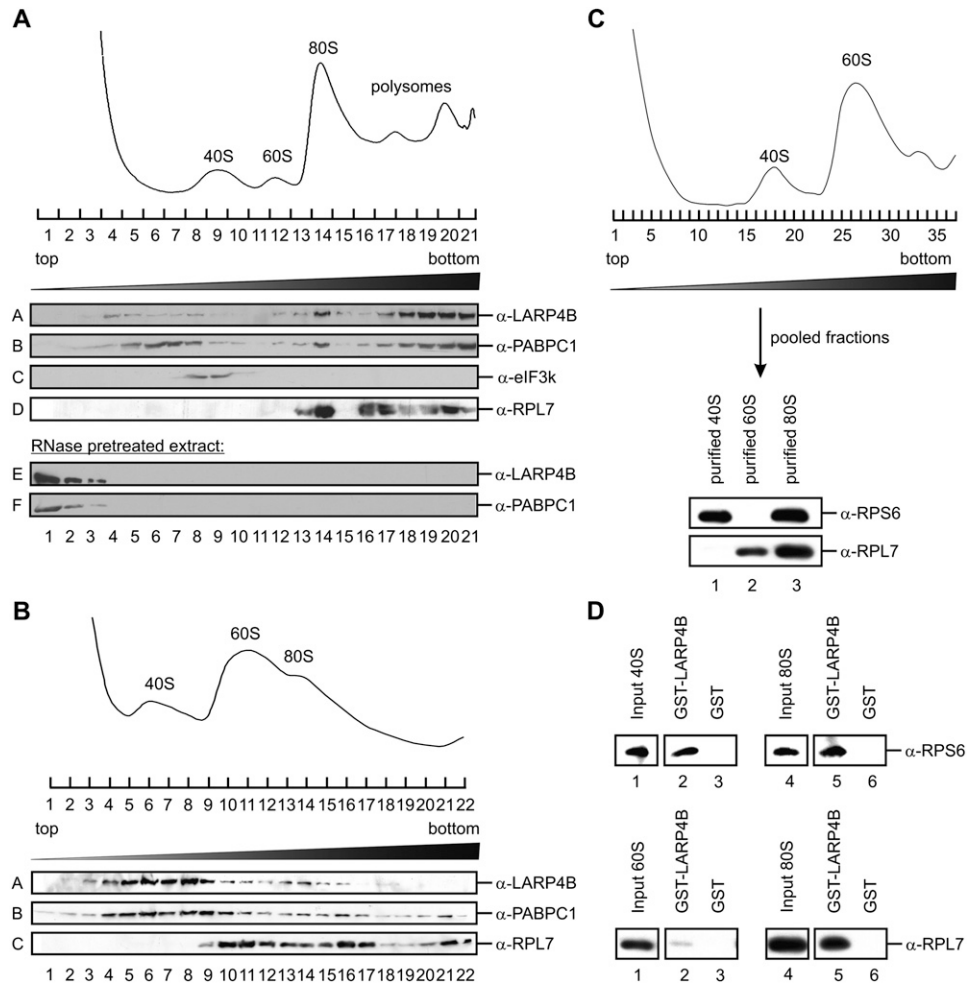 A
40S
60S
80S
polysomes
1 2 3 4 5 6 7 8 9 10 11 12 13 14 15 16 17 18 19 20 21
top bottom
A α-LARP4B
B α-PABPC1
C α-eIF3k
D α-RPL7
RNase pretreated extract:
E α-LARP4B
F α-PABPC1
1 2 3 4 5 6 7 8 9 10 11 12 13 14 15 16 17 18 19 20 21
B
40S
60S
80S
1 2 3 4 5 6 7 8 9 10 11 12 13 14 15 16 17 18 19 20 21 22
top bottom
A α-LARP4B
B α-PABPC1
C α-RPL7
1 2 3 4 5 6 7 8 9 10 11 12 13 14 15 16 17 18 19 20 21 22
C
40S
60S
1 5 10 15 20 25 30 35
top bottom
pooled fractions
purified 40S
purified 60S
purified 80S
α-RPS6
α-RPL7
1 2 3
D
Input 40S
GST-LARP4B
GST
Input 80S
GST-LARP4B
GST
α-RPS6
1 2 3 4 5 6
Input 60S
GST-LARP4B
GST
Input 80S
GST-LARP4B
GST
α-RPL7
1 2 3 4 5 6